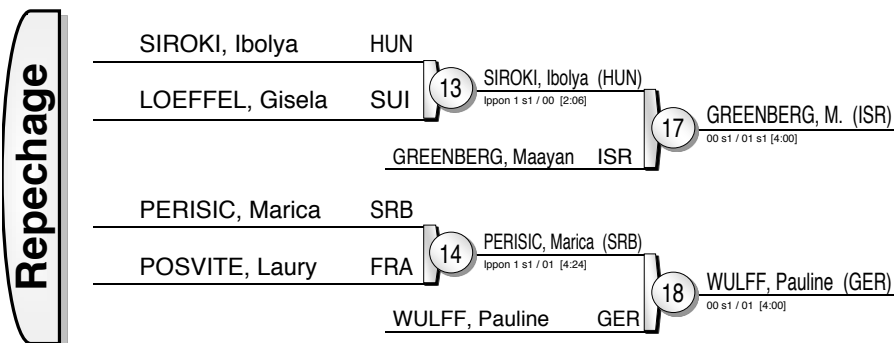 Repechage
SIROKI, Ibolya HUN
LOEFFEL, Gisela SUI
13
SIROKI, Ibolya (HUN)
Ippon 1 s1 / 00 [2:06]
GREENBERG, Maayan ISR
17
GREENBERG, M. (ISR)
00 s1 / 01 s1 [4:00]
PERISIC, Marica SRB
POSVITE, Laury FRA
14
PERISIC, Marica (SRB)
Ippon 1 s1 / 01 [4:24]
WULFF, Pauline GER
18
WULFF, Pauline (GER)
00 s1 / 01 [4:00]